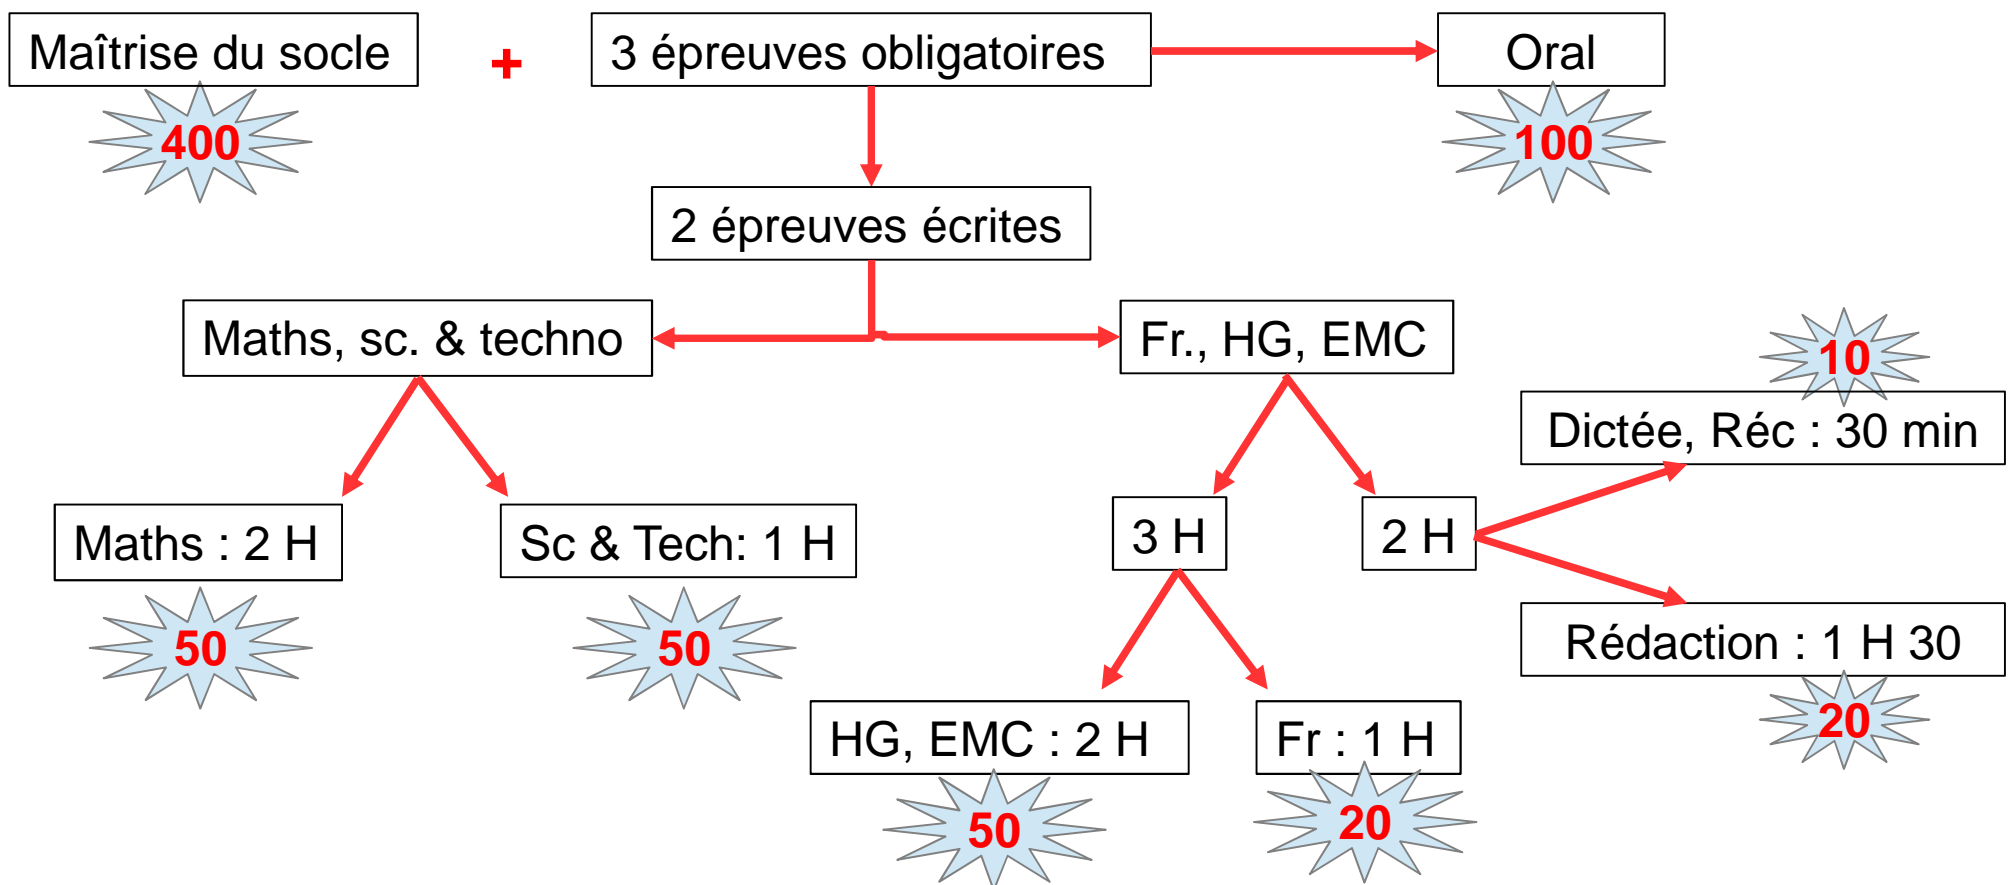 Maîtrise du socle
+
3 épreuves obligatoires
Oral
400
100
2 épreuves écrites
Maths, sc. & techno
Fr., HG, EMC
10
Dictée, Réc : 30 min
Maths : 2 H
Sc & Tech: 1 H
3 H
2 H
50
50
Rédaction : 1 H 30
20
HG, EMC : 2 H
Fr : 1 H
50
20